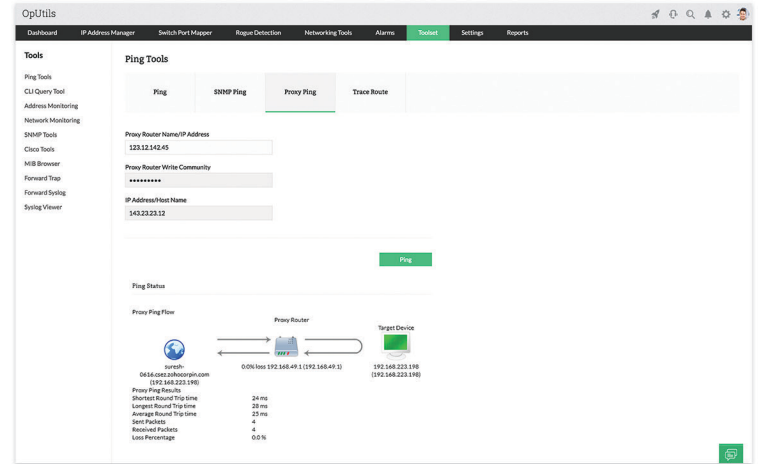 OpUtils
Dashboard IP Address Manager Switch Port Mapper Rogue Detection Networking Tools Alarms Toolset Settings Reports
Tools
Ping Tools
CLI Query Tool
Address Monitoring
Network Monitoring
SNMP Tools
Cisco Tools
MIB Browser
Forward Trap
Forward Syslog
Syslog Viewer
Ping Tools
Ping SNMP Ping Proxy Ping Trace Route
Proxy Router Name/IP Address
123.12.142.45
Proxy Router Write Community
•••••••••
IP Address/Host Name
143.23.23.12
Ping
Ping Status
Proxy Ping Flow
Proxy Router
Target Device
suresh-
0616.csez.zohocorpin.com
(192.168.223.198)
0.0% loss 192.168.49.1 (192.168.49.1)
192.168.223.198
(192.168.223.198)
Proxy Ping Results
Shortest Round Trip time 24 ms
Longest Round Trip time 28 ms
Average Round Trip time 25 ms
Sent Packets 4
Received Packets 4
Loss Percentage 0.0 %